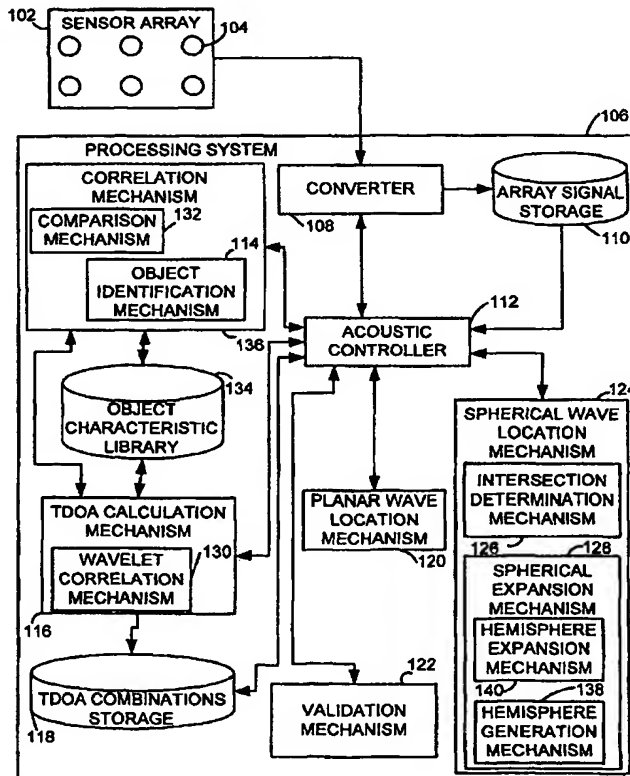 102
SENSOR ARRAY
104
106
PROCESSING SYSTEM
CORRELATION
MECHANISM
COMPARISON
MECHANISM
132
114
OBJECT
IDENTIFICATION
MECHANISM
136
CONVERTER
108
ARRAY SIGNAL
STORAGE
110
112
ACOUSTIC
CONTROLLER
134
OBJECT
CHARACTERISTIC
LIBRARY
124
SPHERICAL WAVE
LOCATION
MECHANISM
INTERSECTION
DETERMINATION
MECHANISM
126
128
SPHERICAL
EXPANSION
MECHANISM
HEMISPHERE
EXPANSION
MECHANISM
140
138
HEMISPHERE
GENERATION
MECHANISM
TDOA CALCULATION
MECHANISM
130
WAVELET
CORRELATION
MECHANISM
116
PLANAR WAVE
LOCATION
MECHANISM
120
TDOA COMBINATIONS
STORAGE
118
122
VALIDATION
MECHANISM